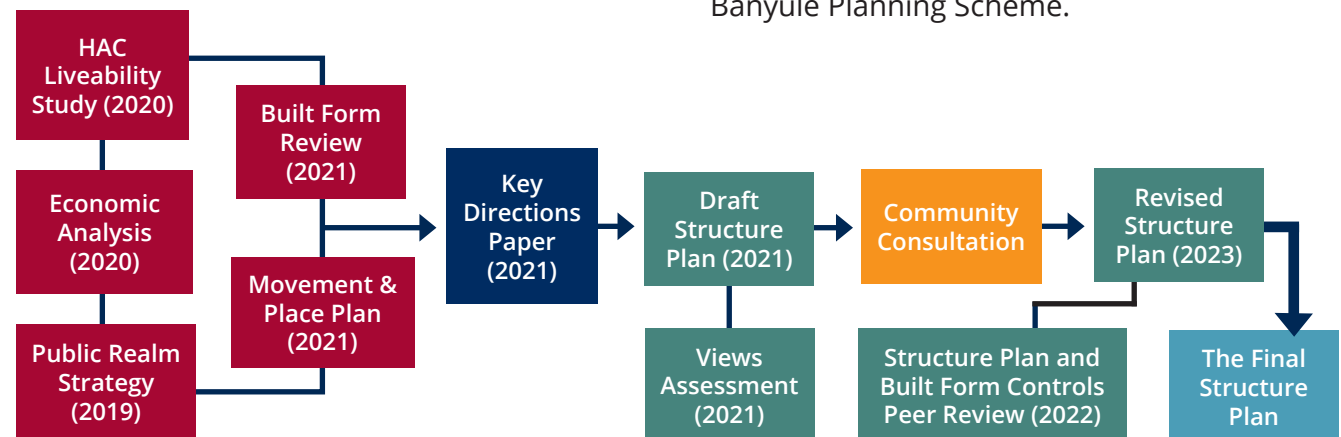 Banyule Planning Scheme.
HAC
Liveability
Study (2020)
Economic
Analysis
(2020)
Public Realm
Strategy
(2019)
Built Form
Review
(2021)
Movement &
Place Plan
(2021)
Key
Directions
Paper
(2021)
Draft
Structure
Plan (2021)
Views
Assessment
(2021)
Community
Consultation
Revised
Structure
Plan (2023)
Structure Plan and
Built Form Controls
Peer Review (2022)
The Final
Structure
Plan